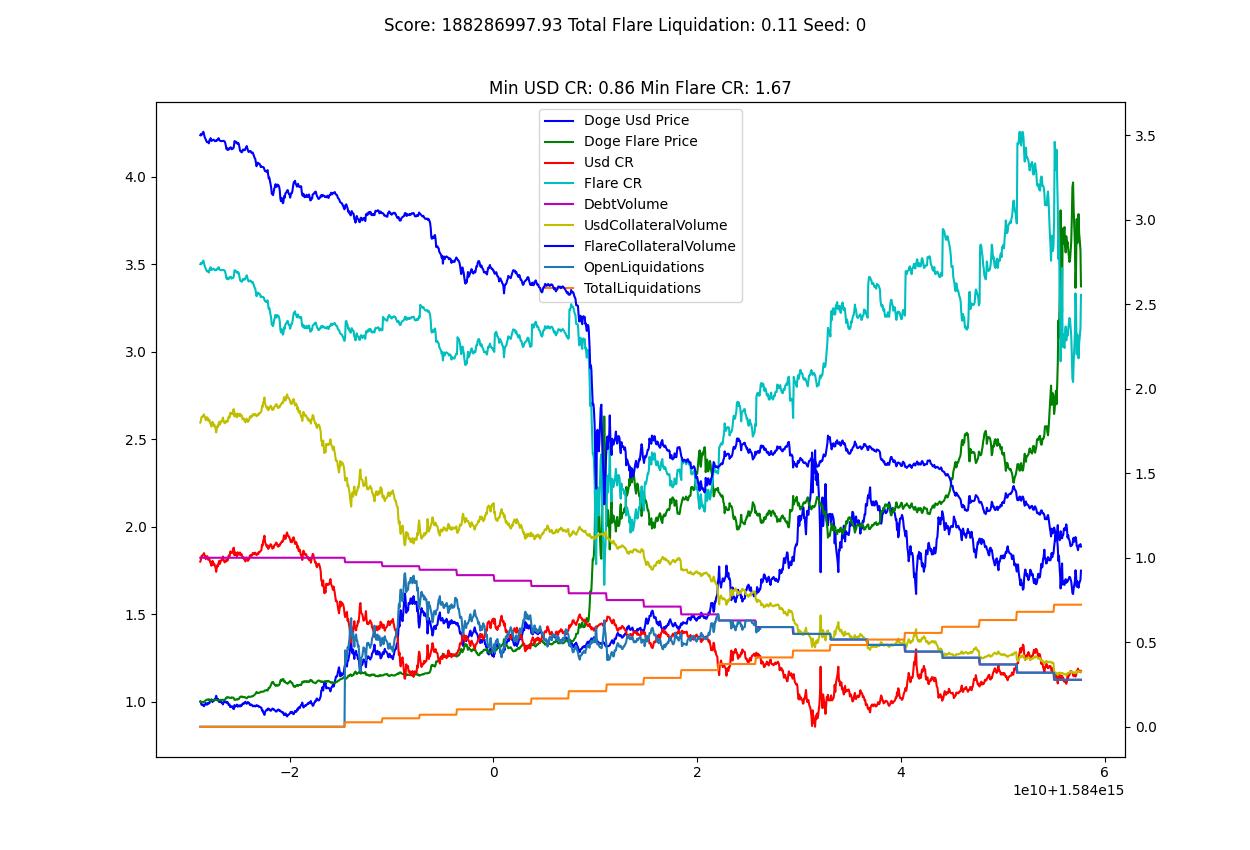 Score: 188286997.93 Total Flare Liquidation: 0.11 Seed: 0
Min USD CR: 0.86 Min Flare CR: 1.67
Doge Usd Price
Doge Flare Price
Usd CR
Flare CR
DebtVolume
UsdCollateralVolume
FlareCollateralVolume
OpenLiquidations
TotalLiquidations
4.0
3.5
3.0
2.5
2.0
1.5
1.0
3.5
3.0
2.5
2.0
1.5
1.0
0.5
0.0
−2
0
2
4
6
1e10+1.584e15